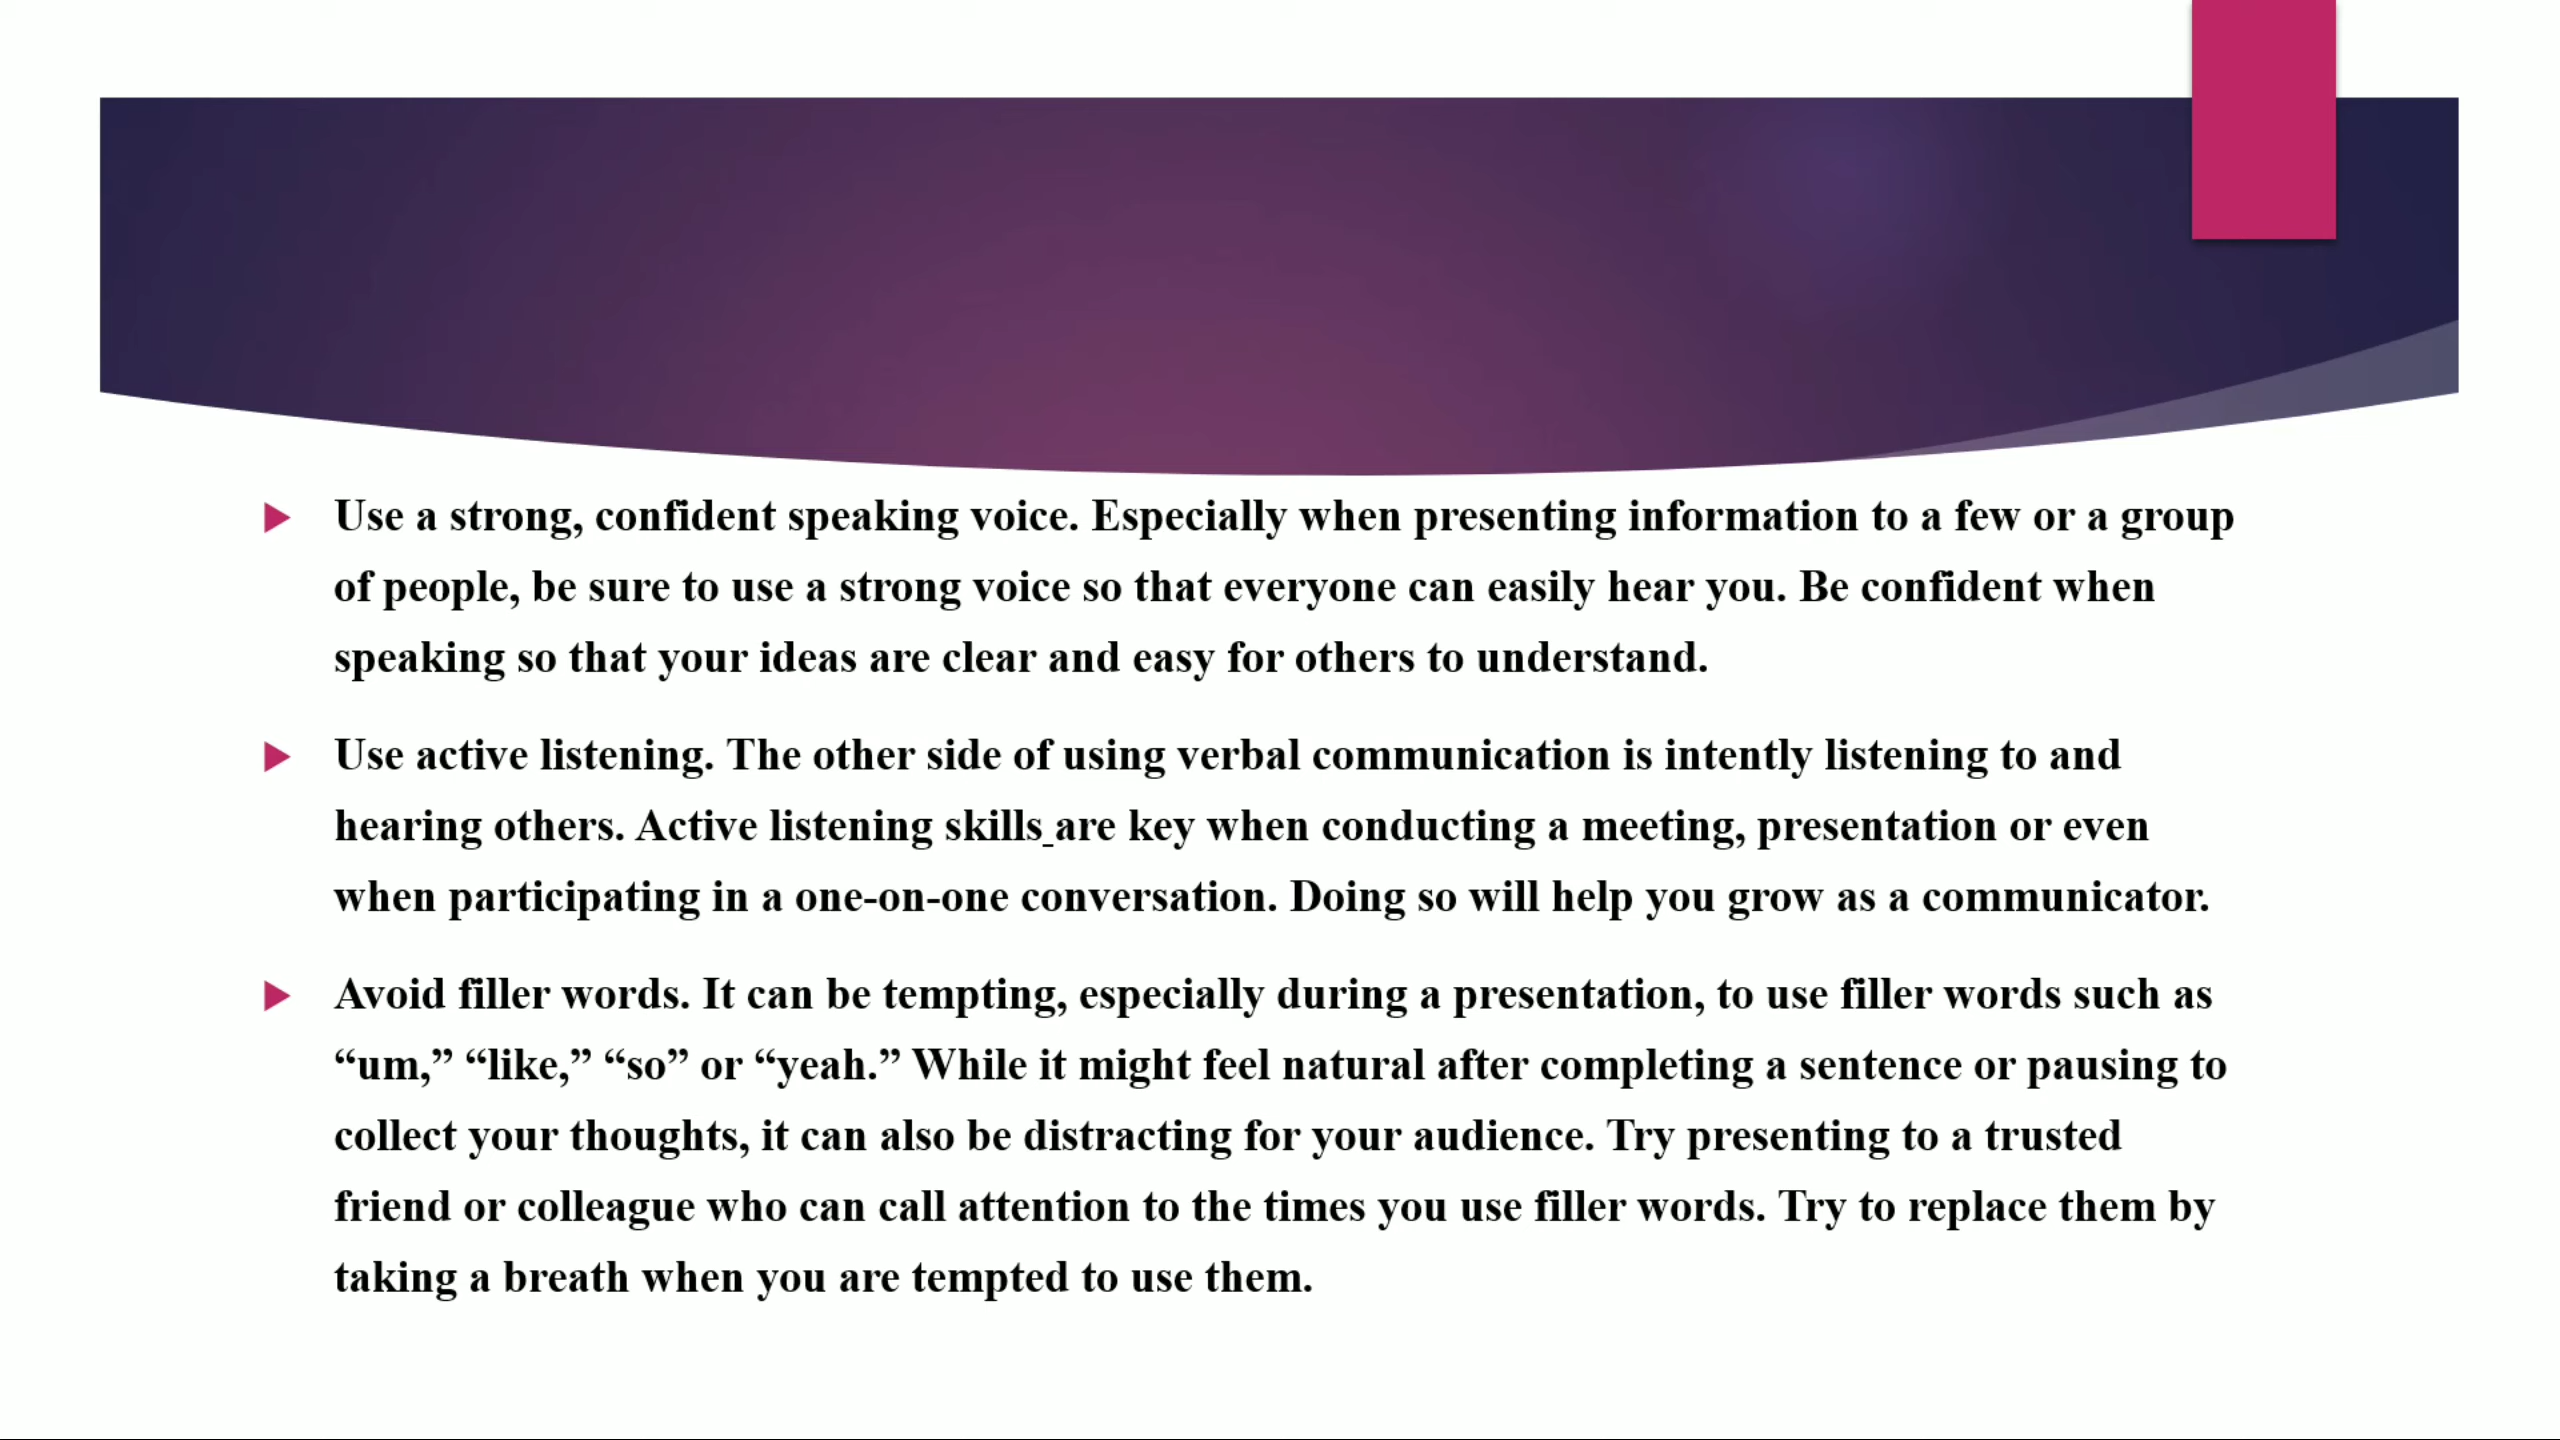 Use a strong, confident speaking voice. Especially when presenting information to a few or a group
of people, be sure to use a strong voice so that everyone can easily hear you. Be confident when
speaking so that your ideas are clear and easy for others to understand.
Use active listening. The other side of using verbal communication is intently listening to and
hearing others. Active listening skills are key when conducting a meeting, presentation or even
when participating in a one-on-one conversation. Doing so will help you grow as a communicator.
Avoid filler words. It can be tempting, especially during a presentation, to use filler words such as
“um,” “like,” “so” or “yeah.” While it might feel natural after completing a sentence or pausing to
collect your thoughts, it can also be distracting for your audience. Try presenting to a trusted
friend or colleague who can call attention to the times you use filler words. Try to replace them by
taking a breath when you are tempted to use them.